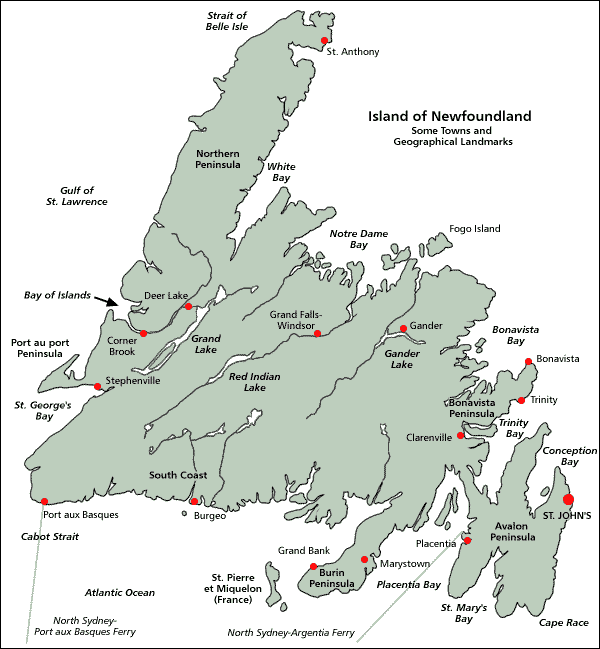 Strait of
Belle Isle
St. Anthony
Island of Newfoundland
Some Towns and
Geographical Landmarks
Northern
Peninsula
White
Bay
Gulf of
St. Lawrence
Notre Dame
Bay
Fogo Island
Bay of Islands
Deer Lake
Grand Falls-
Windsor
Gander
Corner
Brook
Grand
Lake
Gander
Lake
Bonavista
Bay
Port au port
Peninsula
Bonavista
Stephenville
Red Indian
Lake
St. George's
Bay
Bonavista
Peninsula
Trinity
Trinity
Bay
Clarenville
Conception
Bay
South Coast
Port aux Basques
Burgeo
ST. JOHN'S
Avalon
Peninsula
Cabot Strait
Placentia
Grand Bank
Marystown
Burin
Peninsula
Placentia Bay
St. Pierre
et Miquelon
(France)
Atlantic Ocean
St. Mary's
Bay
Cape Race
North Sydney-
Port aux Basques Ferry
North Sydney-Argentia Ferry